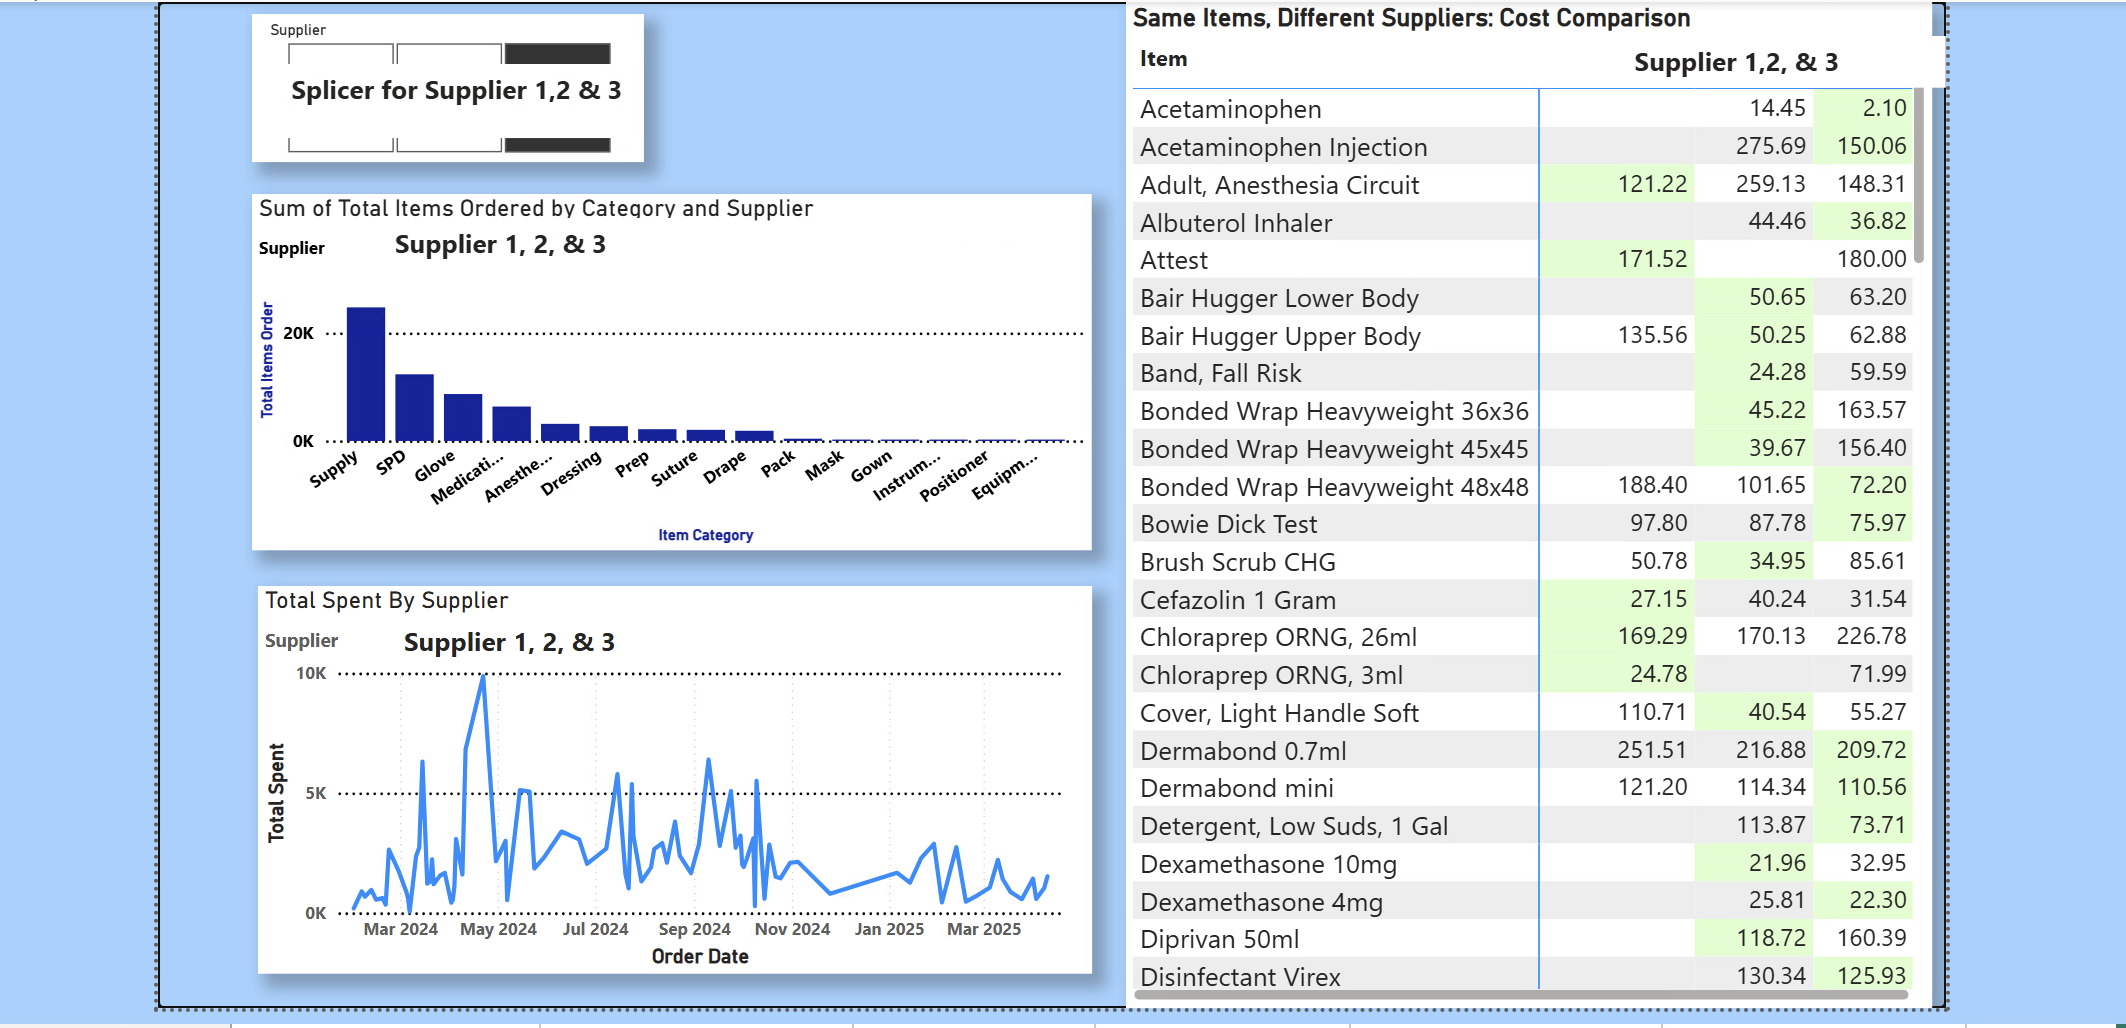 Supplier
Splicer for Supplier 1,2 & 3
Sum of Total Items Ordered by Category and Supplier
Supplier Supplier 1, 2, & 3
Total Items Order
20K
0K
Supply SPD Glove Medicati... Anesthe... Dressing Prep Suture Drape Pack Mask Gown Instrum... Positioner Equipm...
Item Category
Total Spent By Supplier
Supplier Supplier 1, 2, & 3
Total Spent
10K
5K
0K
Mar 2024 May 2024 Jul 2024 Sep 2024 Nov 2024 Jan 2025 Mar 2025
Order Date
Same Items, Different Suppliers: Cost Comparison
Item Supplier 1,2, & 3
Acetaminophen 14.45 2.10
Acetaminophen Injection 275.69 150.06
Adult, Anesthesia Circuit 121.22 259.13 148.31
Albuterol Inhaler 44.46 36.82
Attest 171.52 180.00
Bair Hugger Lower Body 50.65 63.20
Bair Hugger Upper Body 135.56 50.25 62.88
Band, Fall Risk 24.28 59.59
Bonded Wrap Heavyweight 36x36 45.22 163.57
Bonded Wrap Heavyweight 45x45 39.67 156.40
Bonded Wrap Heavyweight 48x48 188.40 101.65 72.20
Bowie Dick Test 97.80 87.78 75.97
Brush Scrub CHG 50.78 34.95 85.61
Cefazolin 1 Gram 27.15 40.24 31.54
Chloraprep ORNG, 26ml 169.29 170.13 226.78
Chloraprep ORNG, 3ml 24.78 71.99
Cover, Light Handle Soft 110.71 40.54 55.27
Dermabond 0.7ml 251.51 216.88 209.72
Dermabond mini 121.20 114.34 110.56
Detergent, Low Suds, 1 Gal 113.87 73.71
Dexamethasone 10mg 21.96 32.95
Dexamethasone 4mg 25.81 22.30
Diprivan 50ml 118.72 160.39
Disinfectant Virex 130.34 125.93